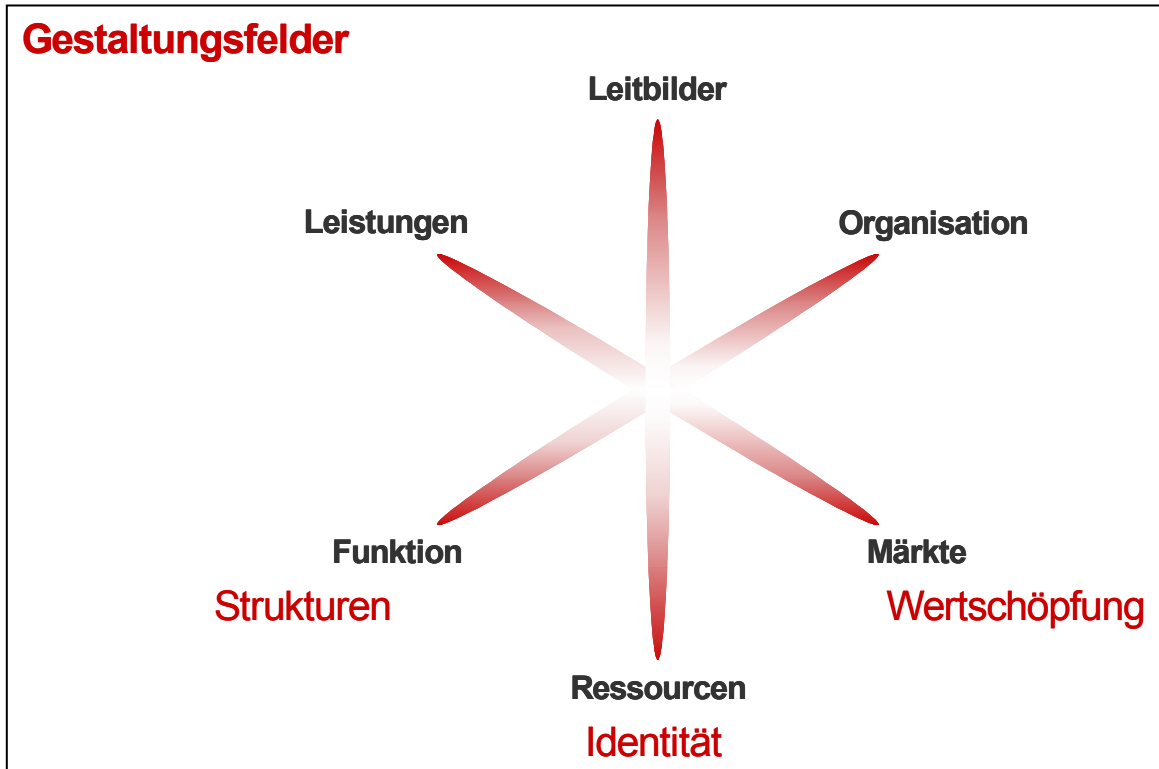 Gestaltungsfelder
Leitbilder
Leistungen
Organisation
Funktion
Märkte
Strukturen
Wertschöpfung
Ressourcen
Identität